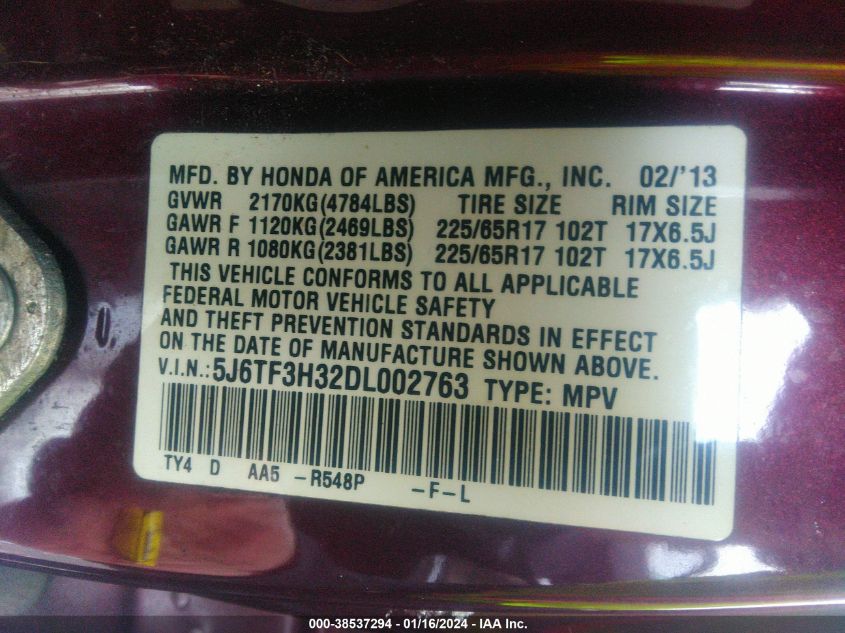 MFD. BY HONDA OF AMERICA MFG., INC. 02/'13
GVWR 2170KG(4784LBS) TIRE SIZE RIM SIZE
GAWR F 1120KG(2469LBS) 225/65R17 102T 17X6.5J
GAWR R 1080KG(2381LBS) 225/65R17 102T 17X6.5J
THIS VEHICLE CONFORMS TO ALL APPLICABLE
FEDERAL MOTOR VEHICLE SAFETY
AND THEFT PREVENTION STANDARDS IN EFFECT
ON THE DATE OF MANUFACTURE SHOWN ABOVE.
V.I.N.:5J6TF3H32DL002763 TYPE: MPV
TY4 D AA5 -R548P -F-L
000-38537294 - 01/16/2024 - IAA Inc.